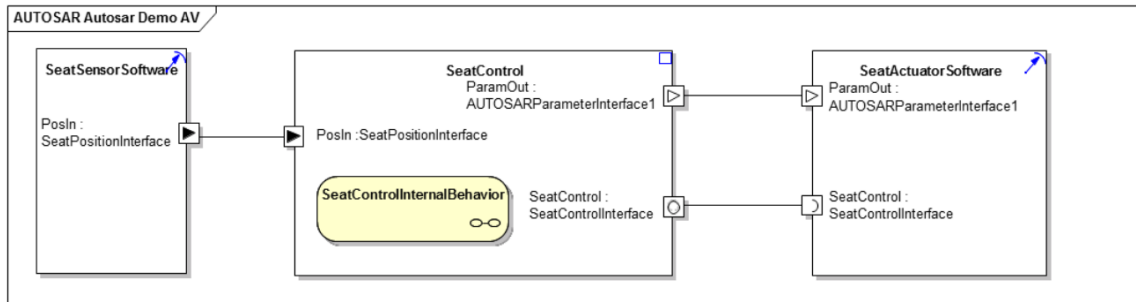 AUTOSAR Autosar Demo AV
SeatSensorSoftware
PosIn :
SeatPositionInterface
SeatControl
ParamOut :
AUTOSARParameterInterface1
PosIn :SeatPositionInterface
SeatControlInternalBehavior
SeatControl :
SeatControlInterface
SeatActuatorSoftware
ParamOut :
AUTOSARParameterInterface1
SeatControl :
SeatControlInterface